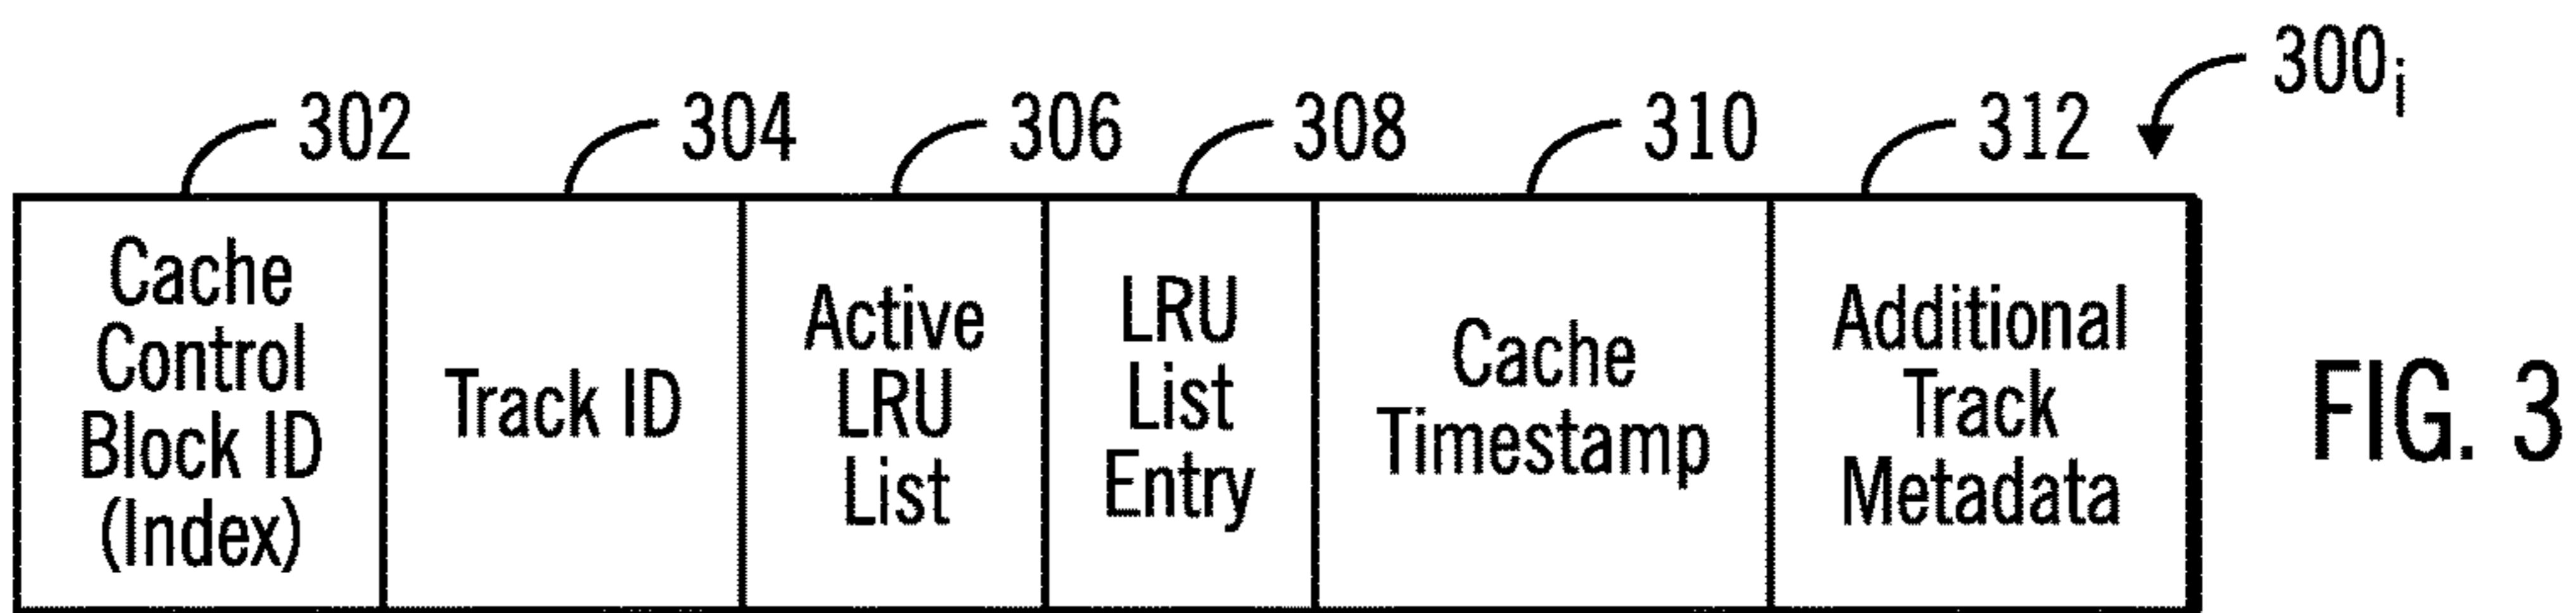 302 304 306 308 310 312 300i
Cache
Control
Block ID
(Index)
Track ID
Active
LRU
List
LRU
List
Entry
Cache
Timestamp
Additional
Track
Metadata
FIG. 3